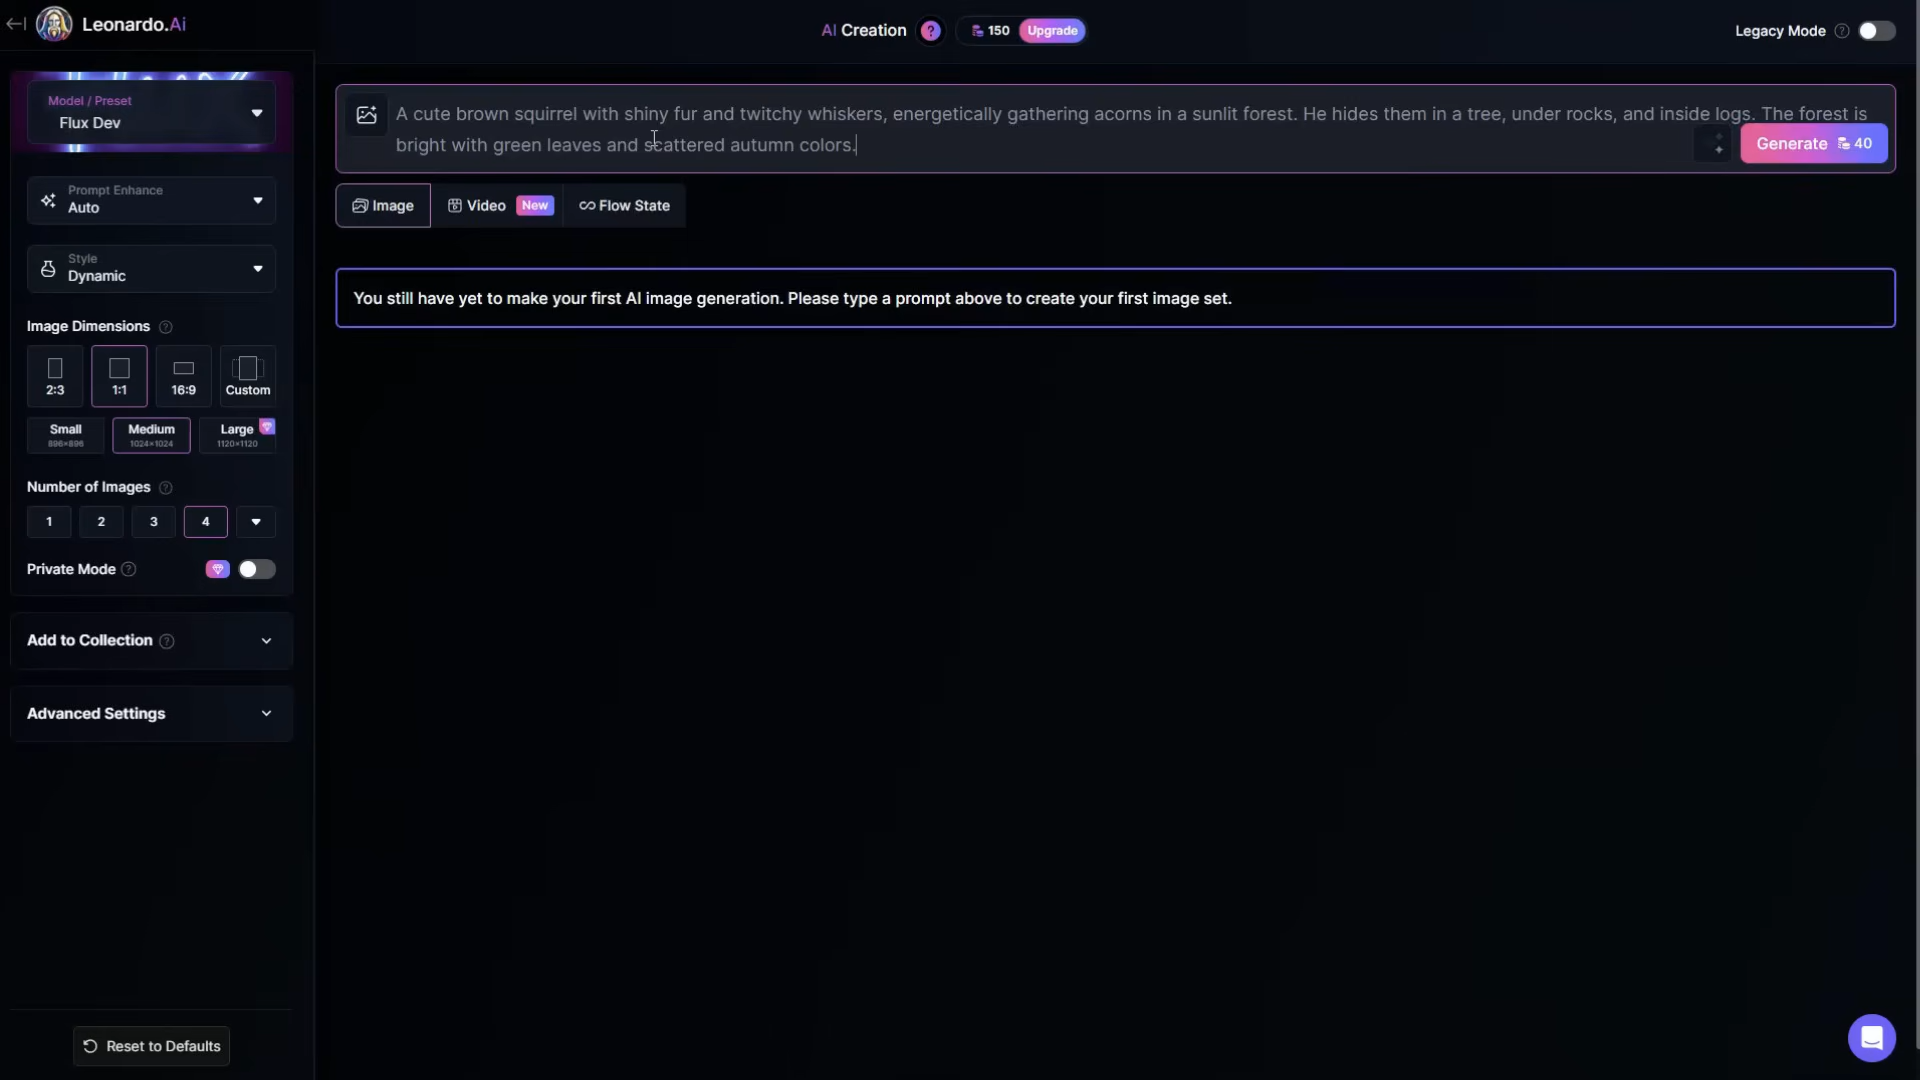 Leonardo.Ai
AI Creation ? 150 Upgrade
Legacy Mode ?
Model / Preset
Flux Dev
A cute brown squirrel with shiny fur and twitchy whiskers, energetically gathering acorns in a sunlit forest. He hides them in a tree, under rocks, and inside logs. The forest is
bright with green leaves and scattered autumn colors.
Generate 40
Prompt Enhance
Auto
Image
Video New
Flow State
Style
Dynamic
You still have yet to make your first AI image generation. Please type a prompt above to create your first image set.
Image Dimensions ?
2:3 1:1 16:9 Custom
Small Medium Large
896×896 1024×1024 1120×1120
Number of Images ?
1 2 3 4
Private Mode ?
Add to Collection ?
Advanced Settings
Reset to Defaults